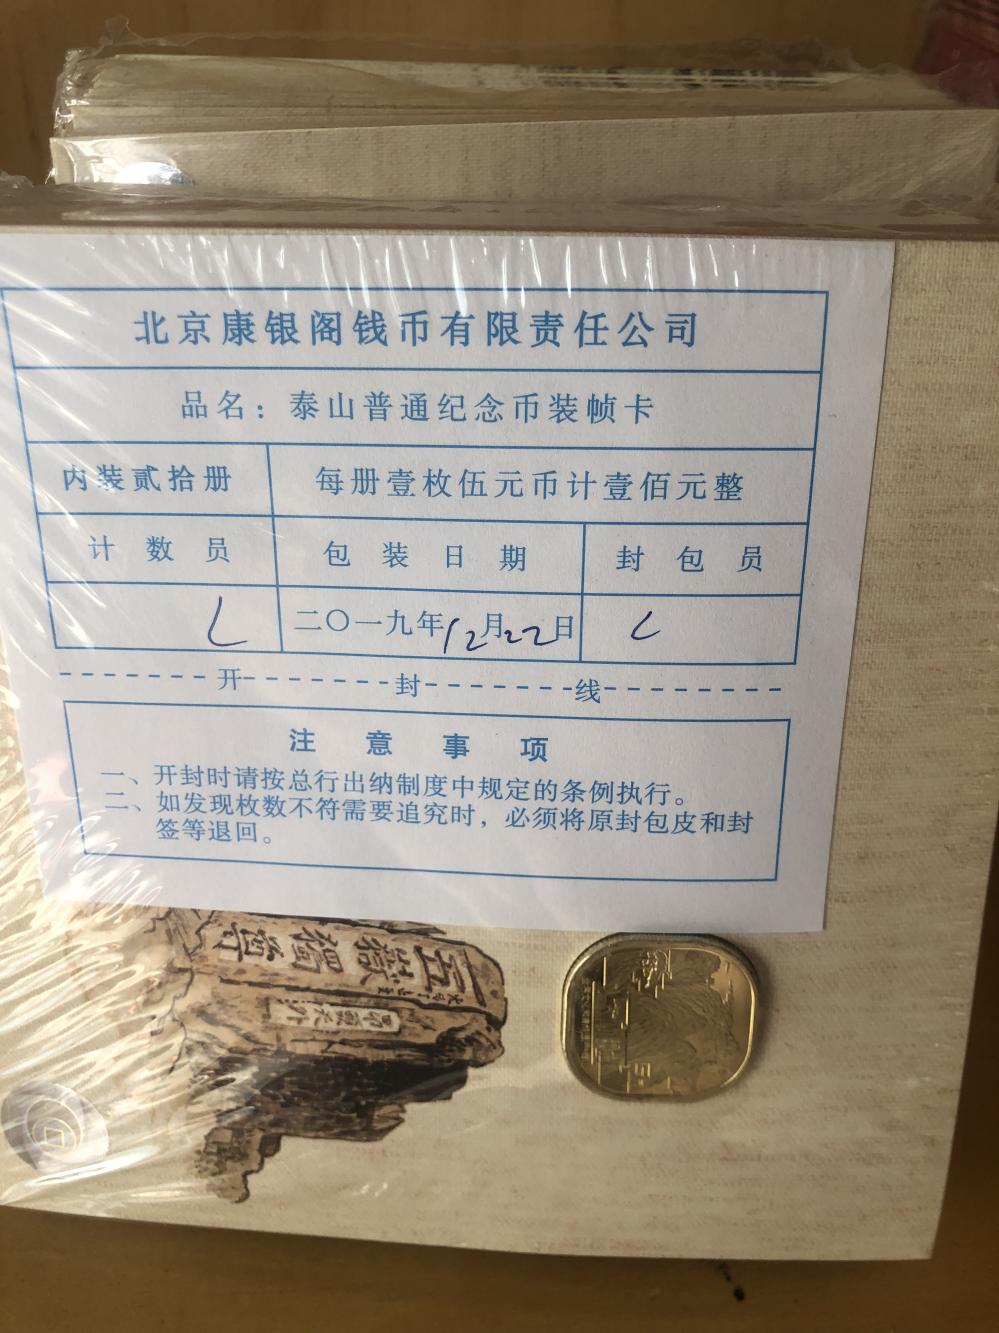 北京康银阁钱币有限责任公司
品名：泰山普通纪念币装帧卡
内装贰拾册 每册壹枚伍元币计壹佰元整
计数员 包装日期 封包员
L 二〇一九年12月22日 L
开封线
注意事项
一、开封时请按总行出纳制度中规定的条例执行。
二、如发现枚数不符需要追究时，必须将原封包皮和封
签等退回。
五嶽獨尊
昂頭天外